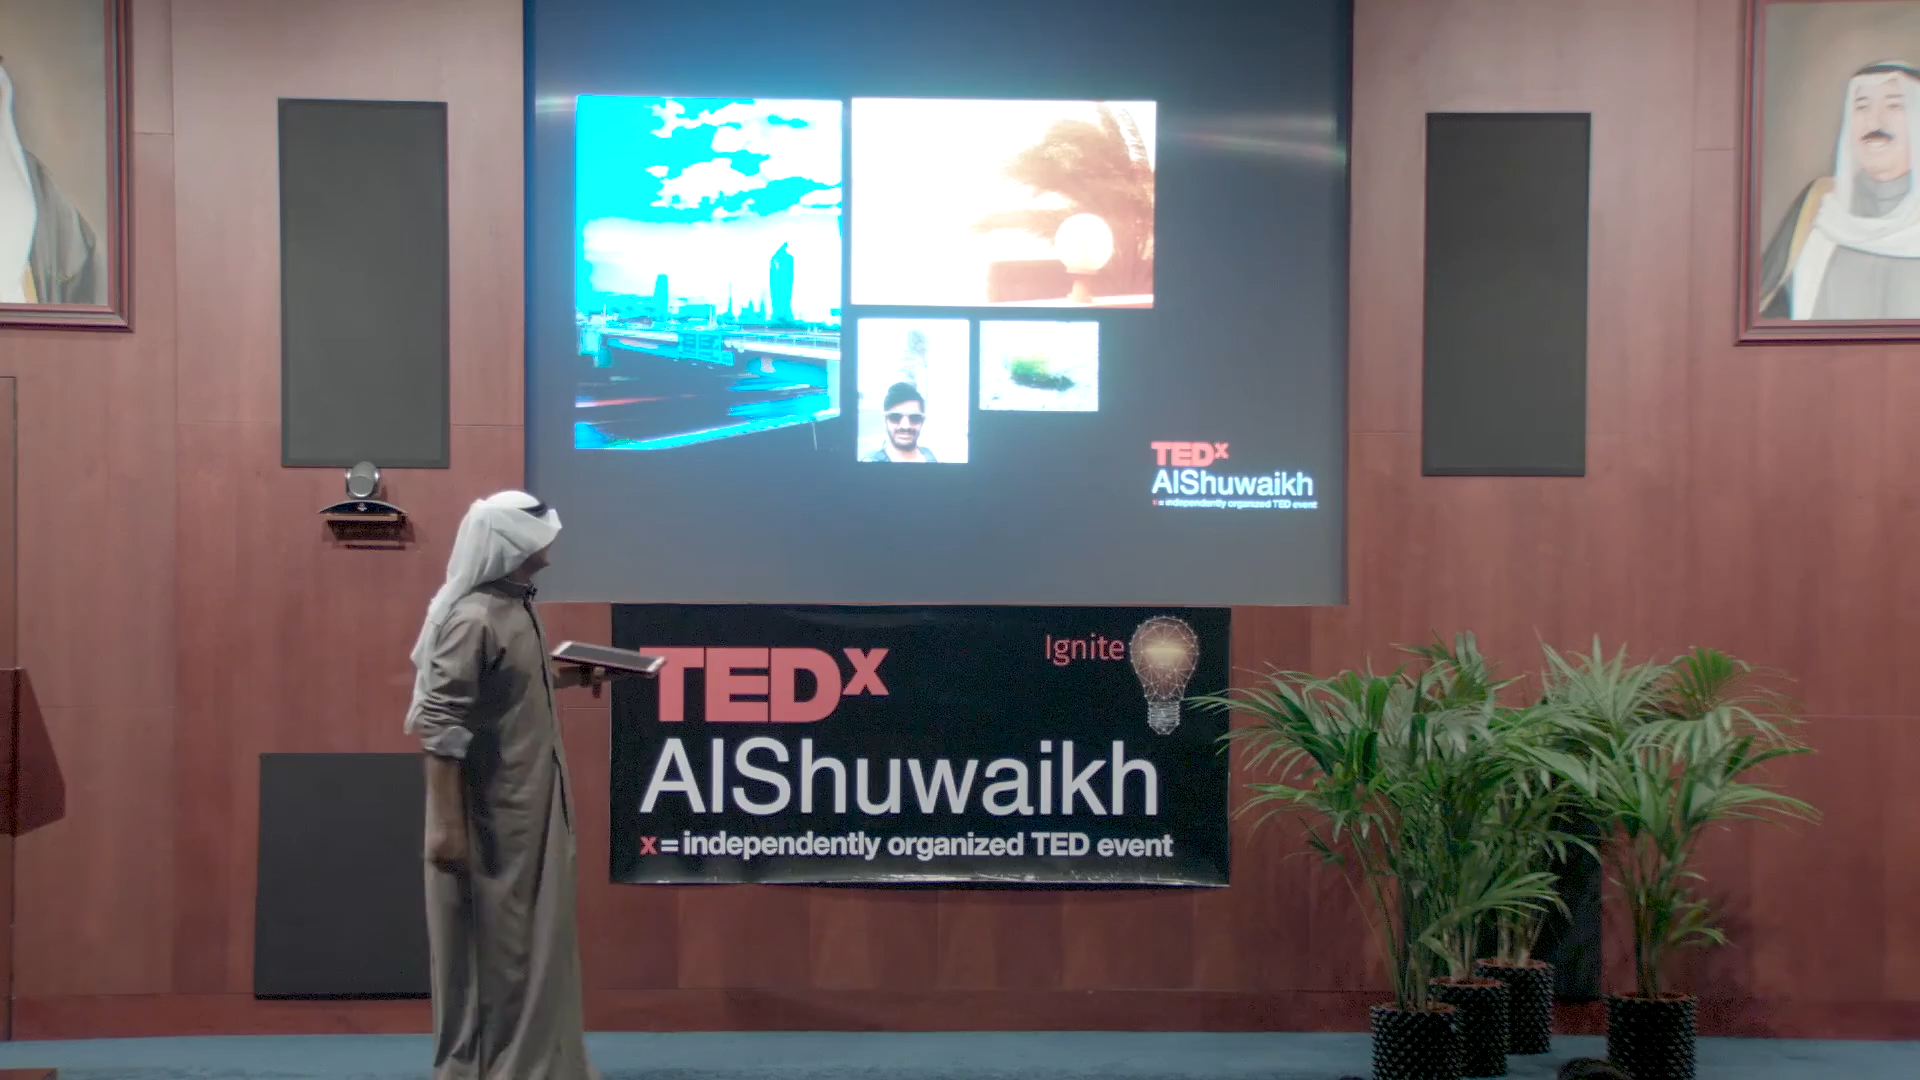 TEDx
AlShuwaikh
x = independently organized TED event
Ignite
TEDx
AlShuwaikh
x = independently organized TED event